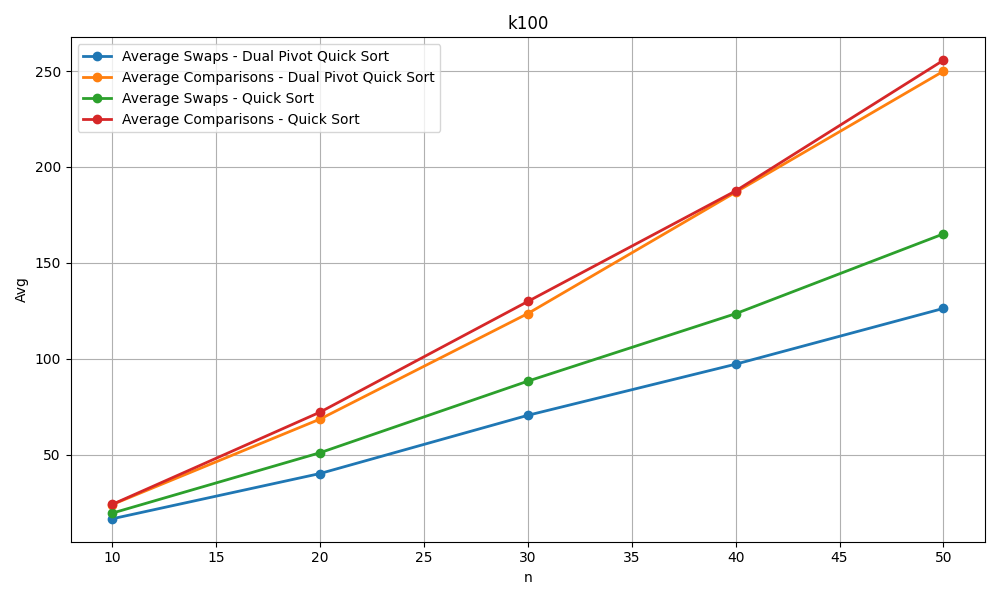 k100
Average Swaps - Dual Pivot Quick Sort
Average Comparisons - Dual Pivot Quick Sort
Average Swaps - Quick Sort
Average Comparisons - Quick Sort
250
200
150
100
50
Avg
10 15 20 25 30 35 40 45 50
n